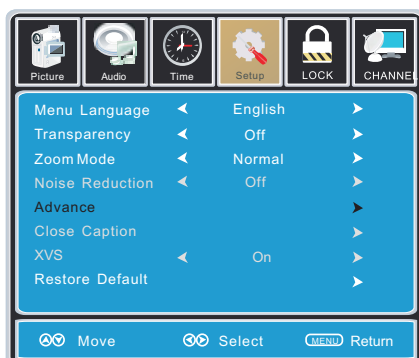 Picture Audio Time Setup LOCK CHANNEL
Menu Language English
Transparency Off
Zoom Mode Normal
Noise Reduction Off
Advance
Close Caption
XVS On
Restore Default
Move Select MENU Return